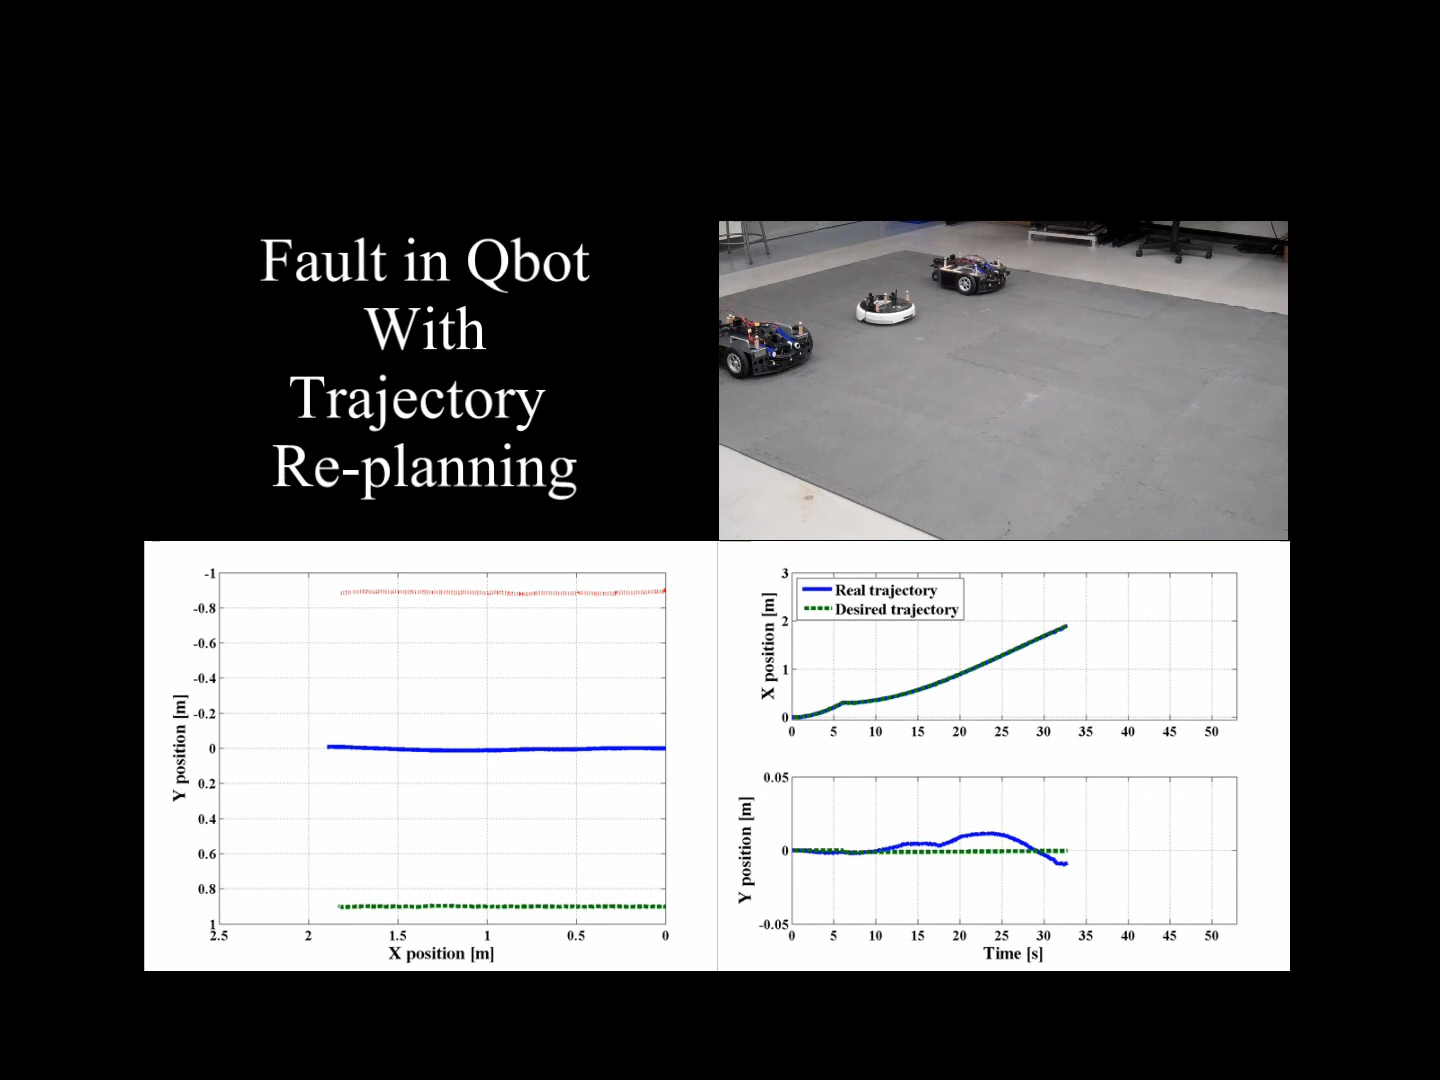 Fault in Qbot
With
Trajectory
Re-planning
-1
-0.8
-0.6
-0.4
-0.2
0
0.2
0.4
0.6
0.8
1
Y position [m]
2.5 2 1.5 1 0.5 0
X position [m]
3
2
1
0
X position [m]
Real trajectory
Desired trajectory
0 5 10 15 20 25 30 35 40 45 50
0.05
0
-0.05
Y position [m]
0 5 10 15 20 25 30 35 40 45 50
Time [s]